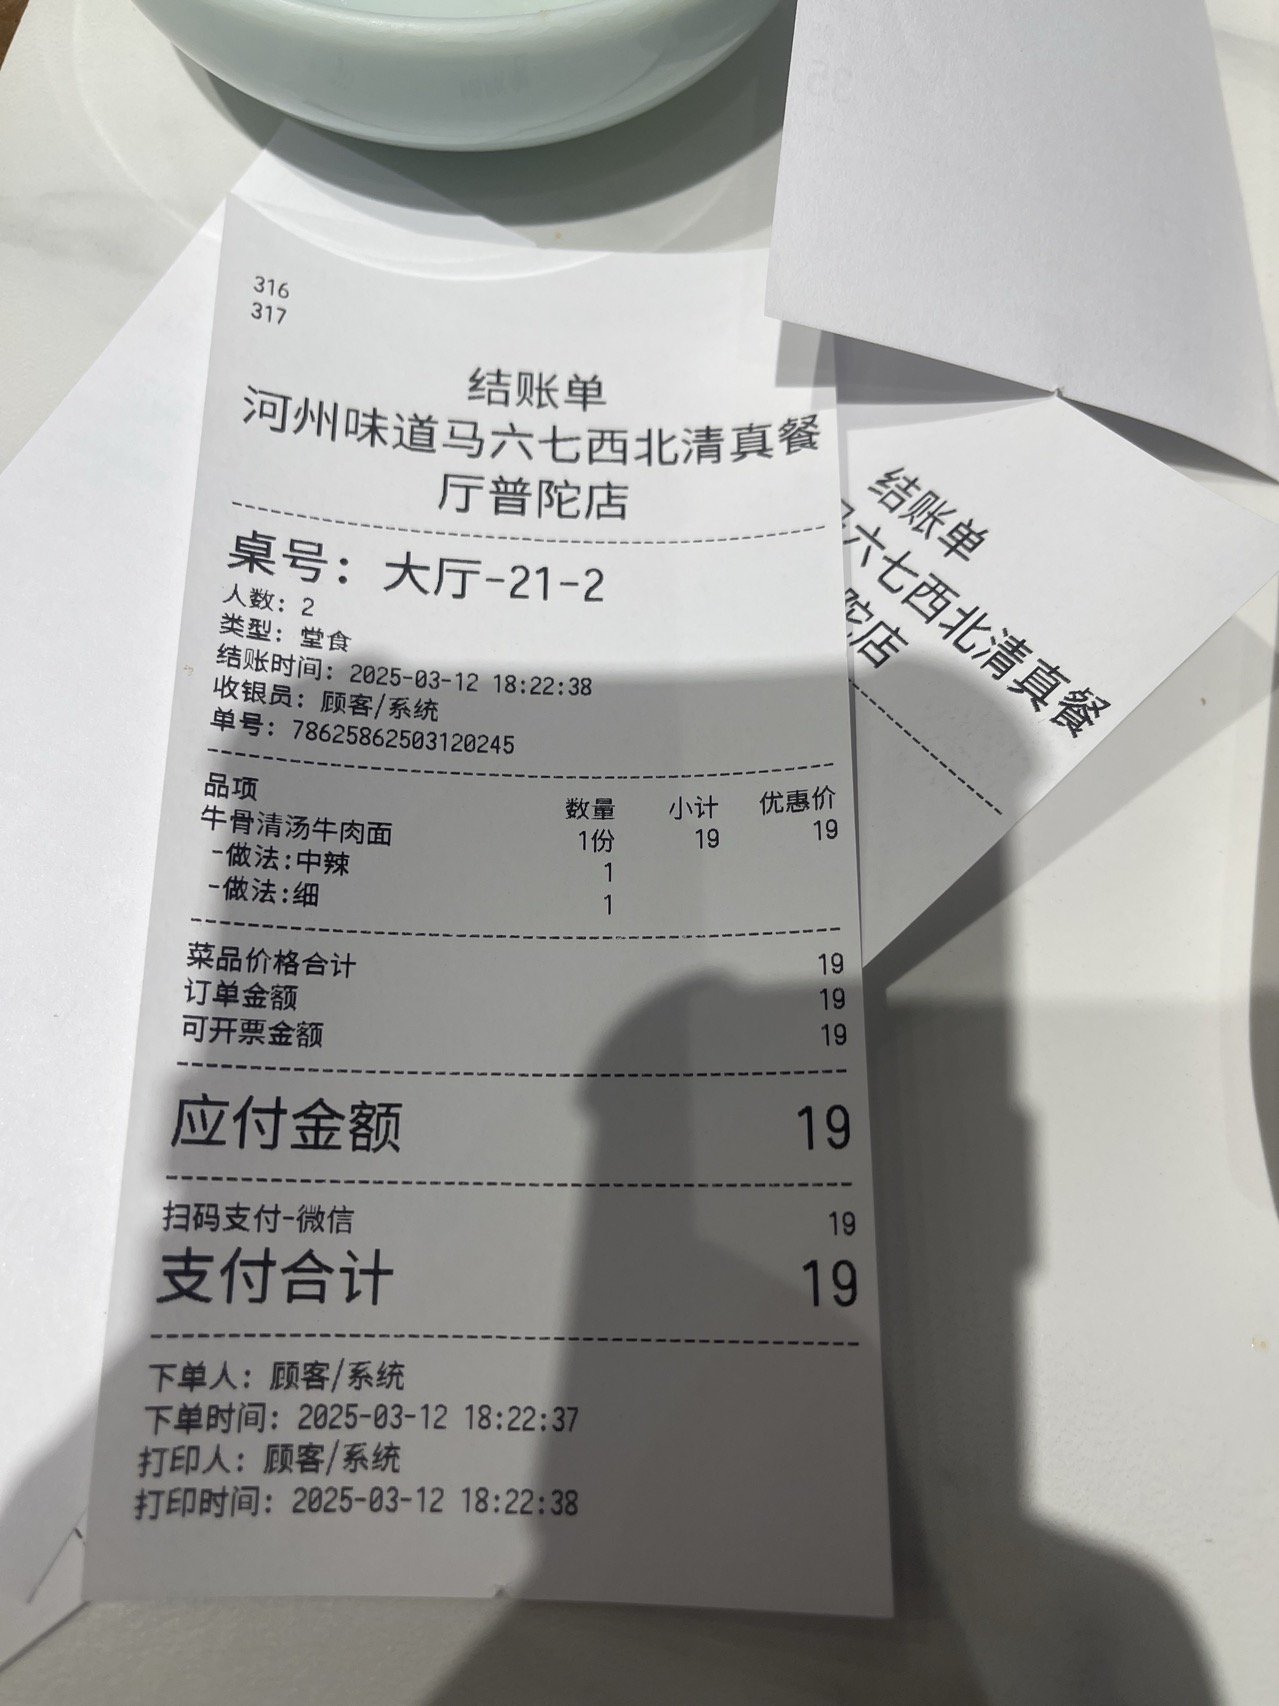 316
317
结账单
河州味道马六七西北清真餐
厅普陀店
桌号：大厅-21-2
人数：2
类型：堂食
结账时间：2025-03-12 18:22:38
收银员：顾客/系统
单号：78625862503120245
品项 数量 小计 优惠价
牛骨清汤牛肉面 1份 19 19
-做法:中辣 1
-做法:细 1
菜品价格合计 19
订单金额 19
可开票金额 19
应付金额 19
扫码支付-微信 19
支付合计 19
下单人：顾客/系统
下单时间：2025-03-12 18:22:37
打印人：顾客/系统
打印时间：2025-03-12 18:22:38
结账单
六七西北清真餐
店